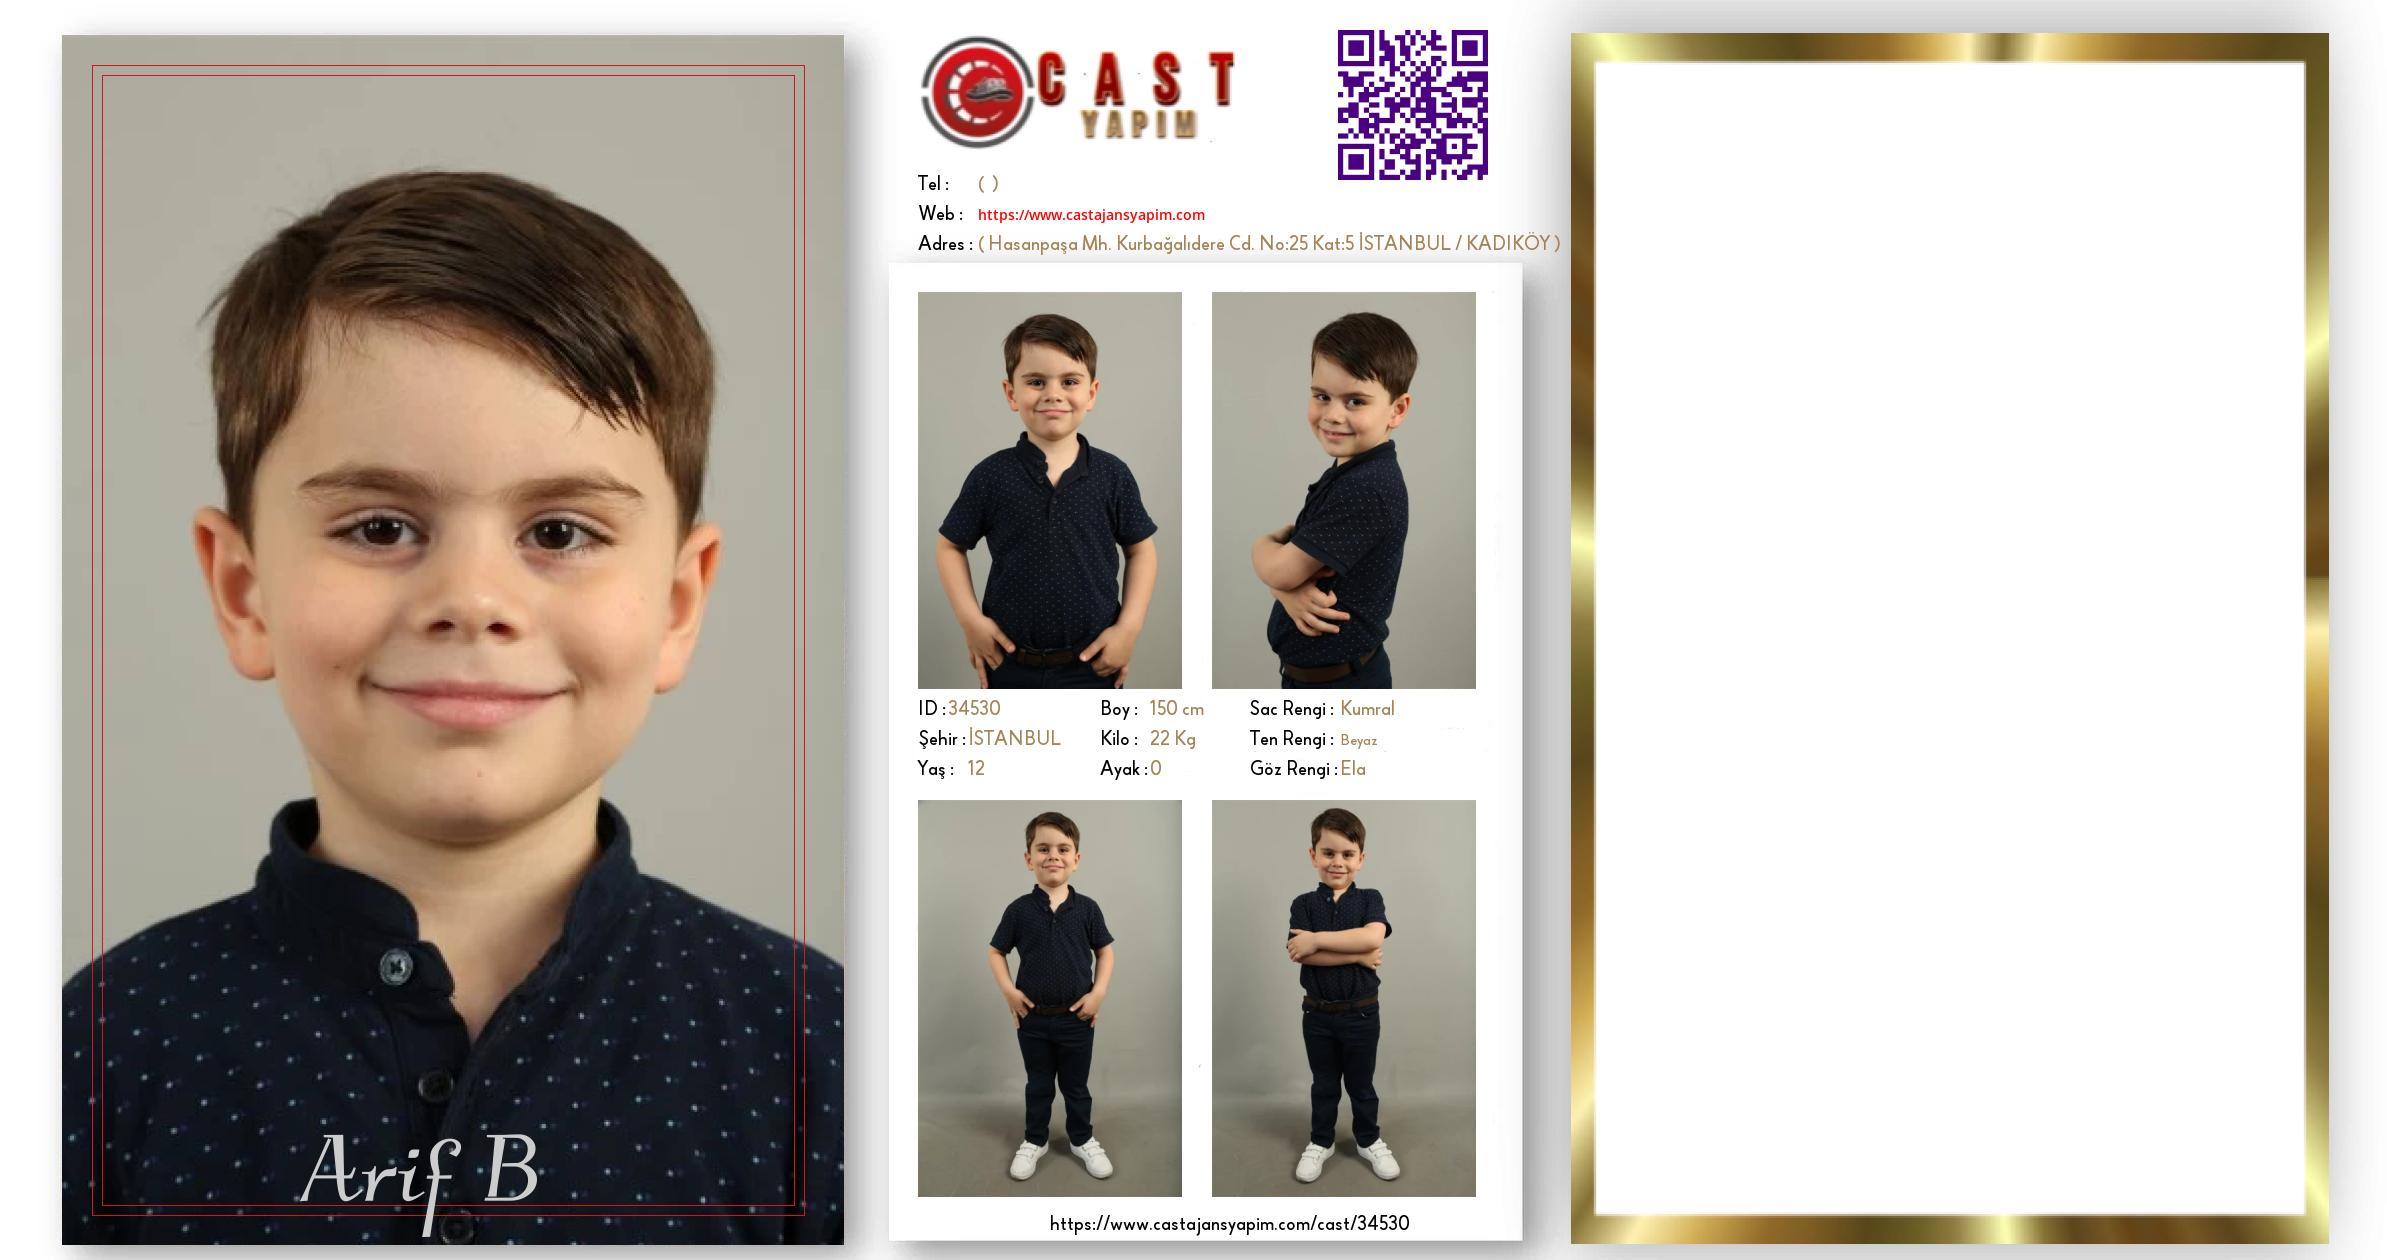 Arif B
CAST
YAPIM
Tel : ( )
Web : https://www.castajansyapim.com
Adres : ( Hasanpaşa Mh. Kurbağalıdere Cd. No:25 Kat:5 İSTANBUL / KADIKÖY )
ID : 34530 Boy : 150 cm Sac Rengi : Kumral
Şehir : İSTANBUL Kilo : 22 Kg Ten Rengi : Beyaz
Yaş : 12 Ayak : 0 Göz Rengi : Ela
https://www.castajansyapim.com/cast/34530